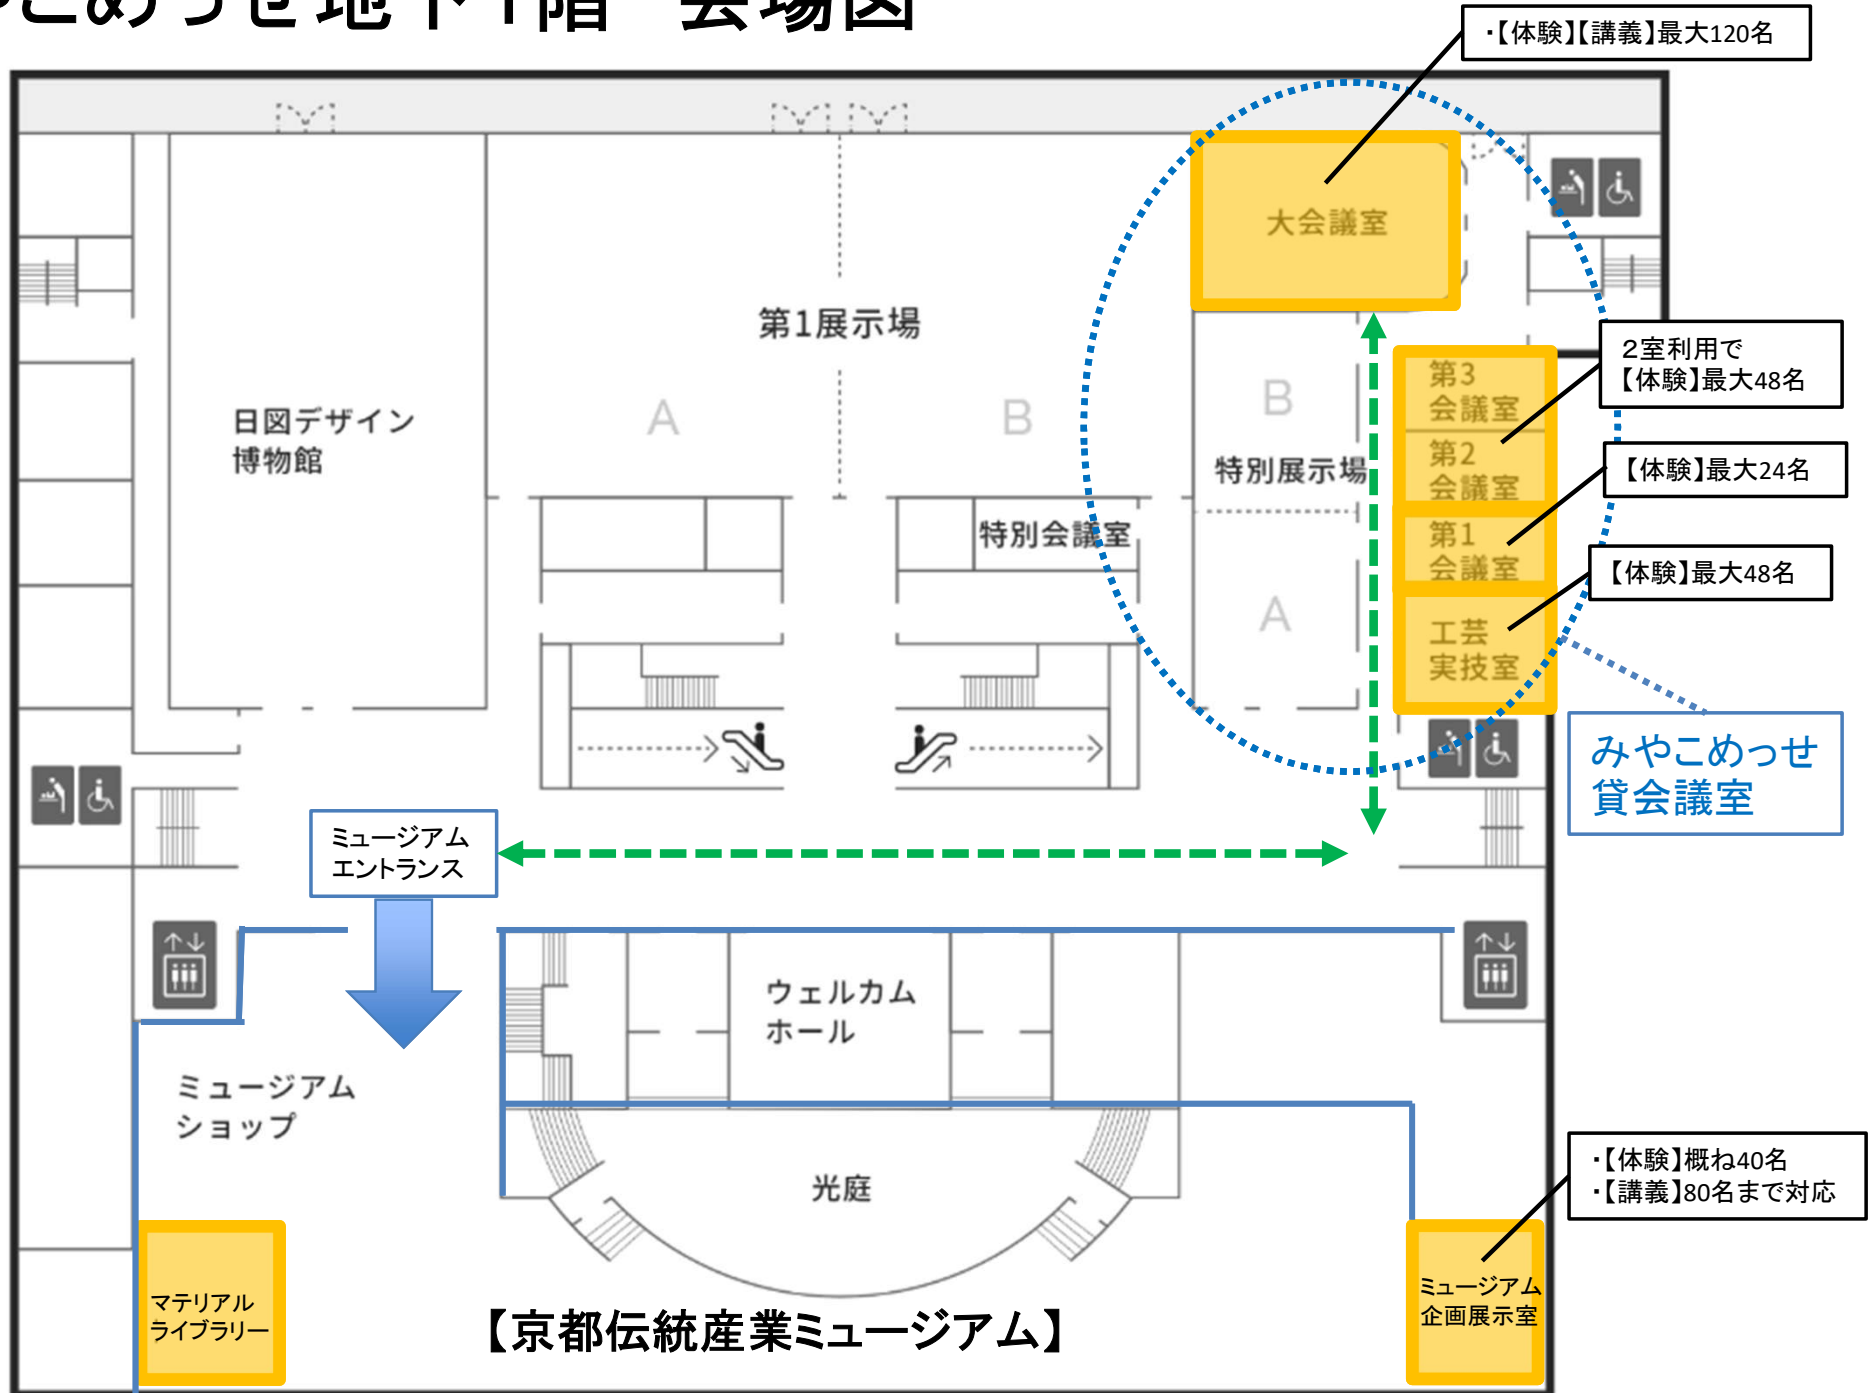 こめっせ地下1階 会場図
・【体験】【講義】最大120名
大会議室
第1展示場
2室利用で
【体験】最大48名
第3
会議室
日図デザイン
博物館
A
B
B
第2
会議室
【体験】最大24名
特別展示場
特別会議室
第1
会議室
【体験】最大48名
A
工芸
実技室
みやこめっせ
貸会議室
ミュージアム
エントランス
ウェルカム
ホール
ミュージアム
ショップ
光庭
・【体験】概ね40名
・【講義】80名まで対応
マテリアル
ライブラリー
【京都伝統産業ミュージアム】
ミュージアム
企画展示室